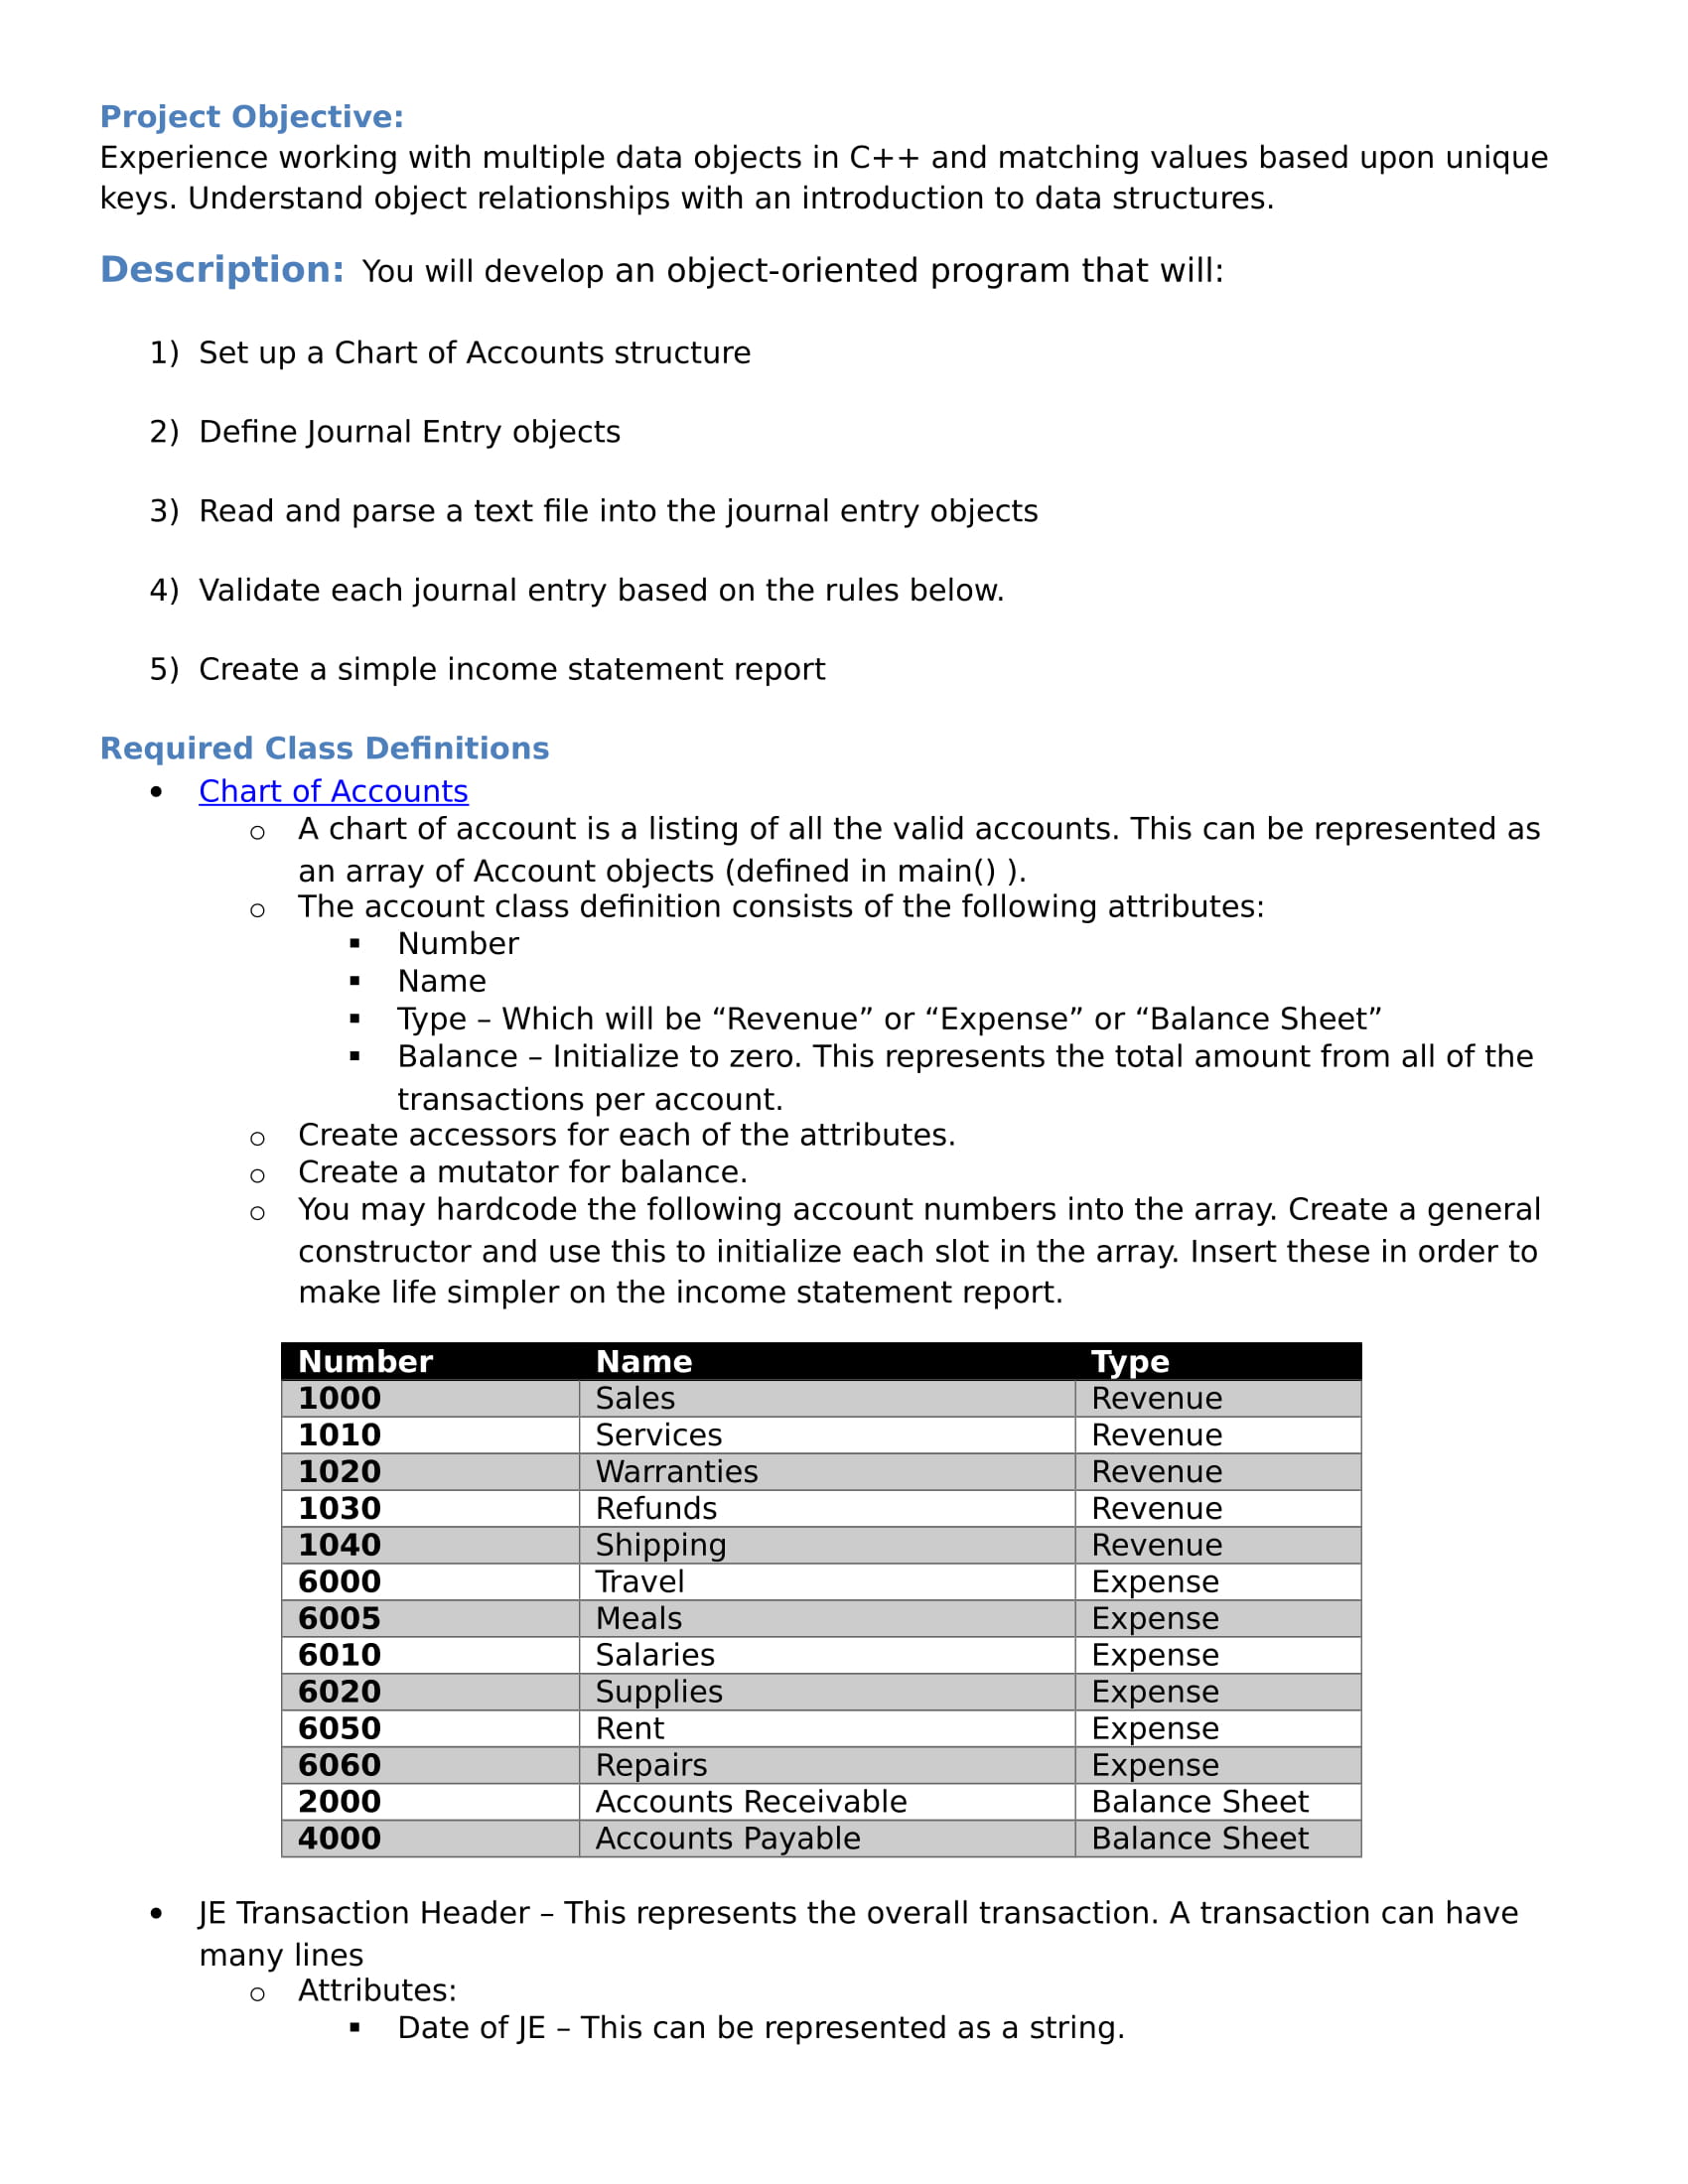 Project Objective:
Experience working with multiple data objects in C++ and matching values based upon unique
keys. Understand object relationships with an introduction to data structures.
Description: You will develop an object-oriented program that will:
1) Set up a Chart of Accounts structure
2) Define Journal Entry objects
3) Read and parse a text file into the journal entry objects
4) Validate each journal entry based on the rules below.
5) Create a simple income statement report
Required Class Definitions
• Chart of Accounts
o A chart of account is a listing of all the valid accounts. This can be represented as
an array of Account objects (defined in main() ).
o The account class definition consists of the following attributes:
▪ Number
▪ Name
▪ Type – Which will be “Revenue” or “Expense” or “Balance Sheet”
▪ Balance – Initialize to zero. This represents the total amount from all of the
transactions per account.
o Create accessors for each of the attributes.
o Create a mutator for balance.
o You may hardcode the following account numbers into the array. Create a general
constructor and use this to initialize each slot in the array. Insert these in order to
make life simpler on the income statement report.
Number Name Type
1000 Sales Revenue
1010 Services Revenue
1020 Warranties Revenue
1030 Refunds Revenue
1040 Shipping Revenue
6000 Travel Expense
6005 Meals Expense
6010 Salaries Expense
6020 Supplies Expense
6050 Rent Expense
6060 Repairs Expense
2000 Accounts Receivable Balance Sheet
4000 Accounts Payable Balance Sheet
• JE Transaction Header – This represents the overall transaction. A transaction can have
many lines
o Attributes:
▪ Date of JE – This can be represented as a string.